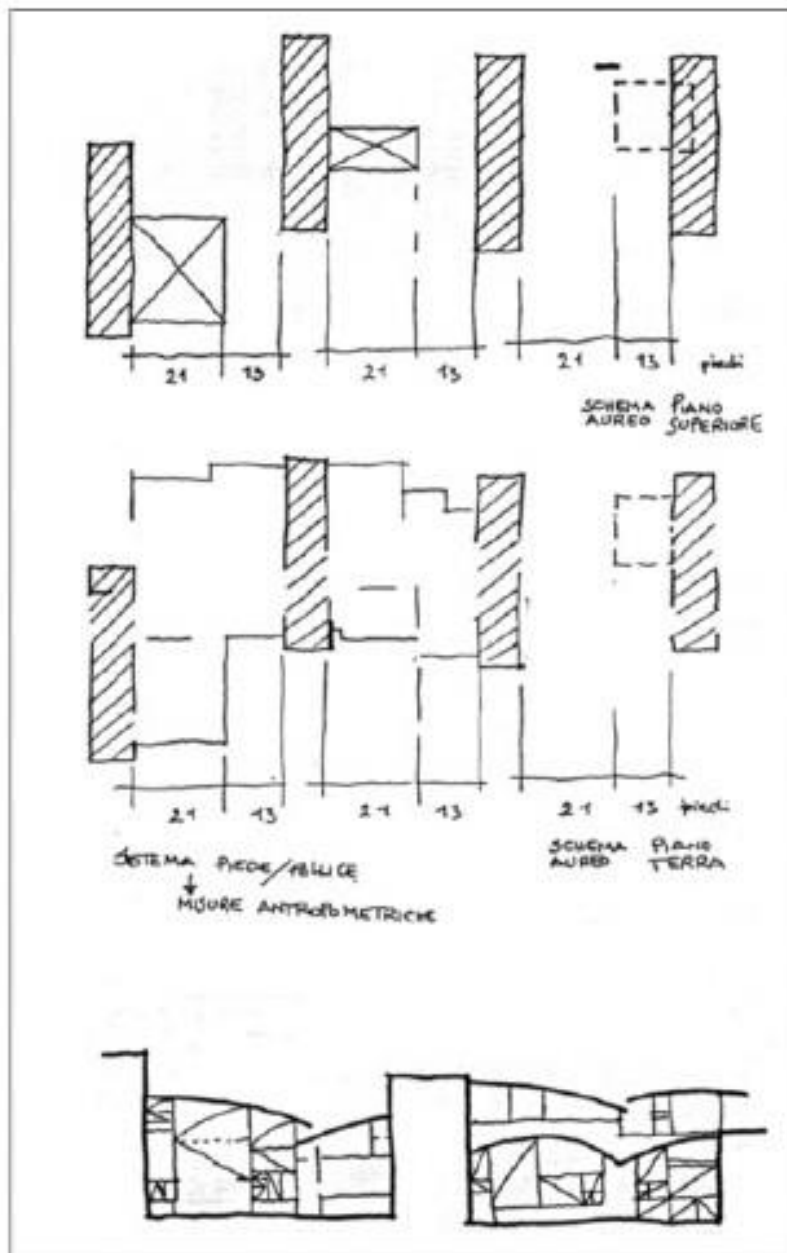 21 13 21 13 21 13 piedi
SCHEMA PIANO
AUREO SUPERIORE
21 13 21 13 21 13 piedi
SCHEMA PIANO
AUREO TERRA
SISTEMA PIEDE/POLLICE
MISURE ANTROPOMETRICHE